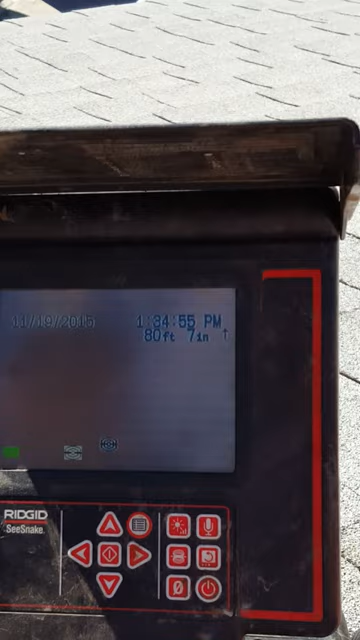 11/19/2015 1:34:55 PM
80ft 7in ↑
RIDGID
SeeSnake.